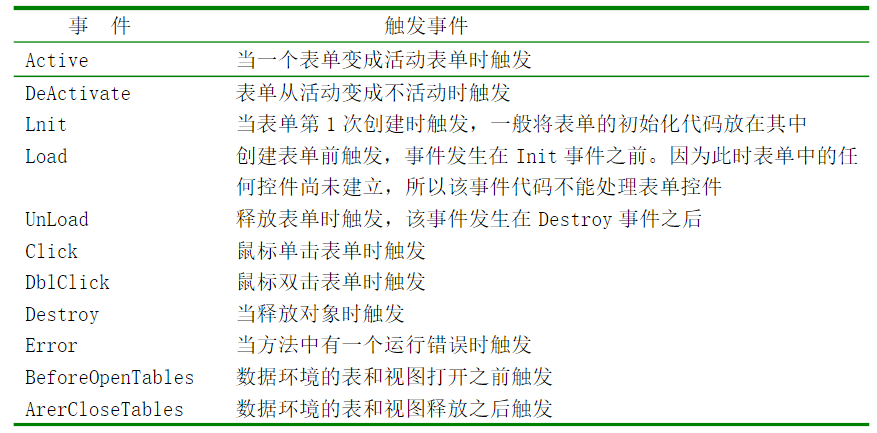 事 件 触发事件
Active 当一个表单变成活动表单时触发
DeActivate 表单从活动变成不活动时触发
Lnit 当表单第1次创建时触发，一般将表单的初始化代码放在其中
Load 创建表单前触发，事件发生在 Init 事件之前。因为此时表单中的任
何控件尚未建立，所以该事件代码不能处理表单控件
UnLoad 释放表单时触发，该事件发生在 Destroy 事件之后
Click 鼠标单击表单时触发
DblClick 鼠标双击表单时触发
Destroy 当释放对象时触发
Error 当方法中有一个运行错误时触发
BeforeOpenTables 数据环境的表和视图打开之前触发
ArerCloseTables 数据环境的表和视图释放之后触发